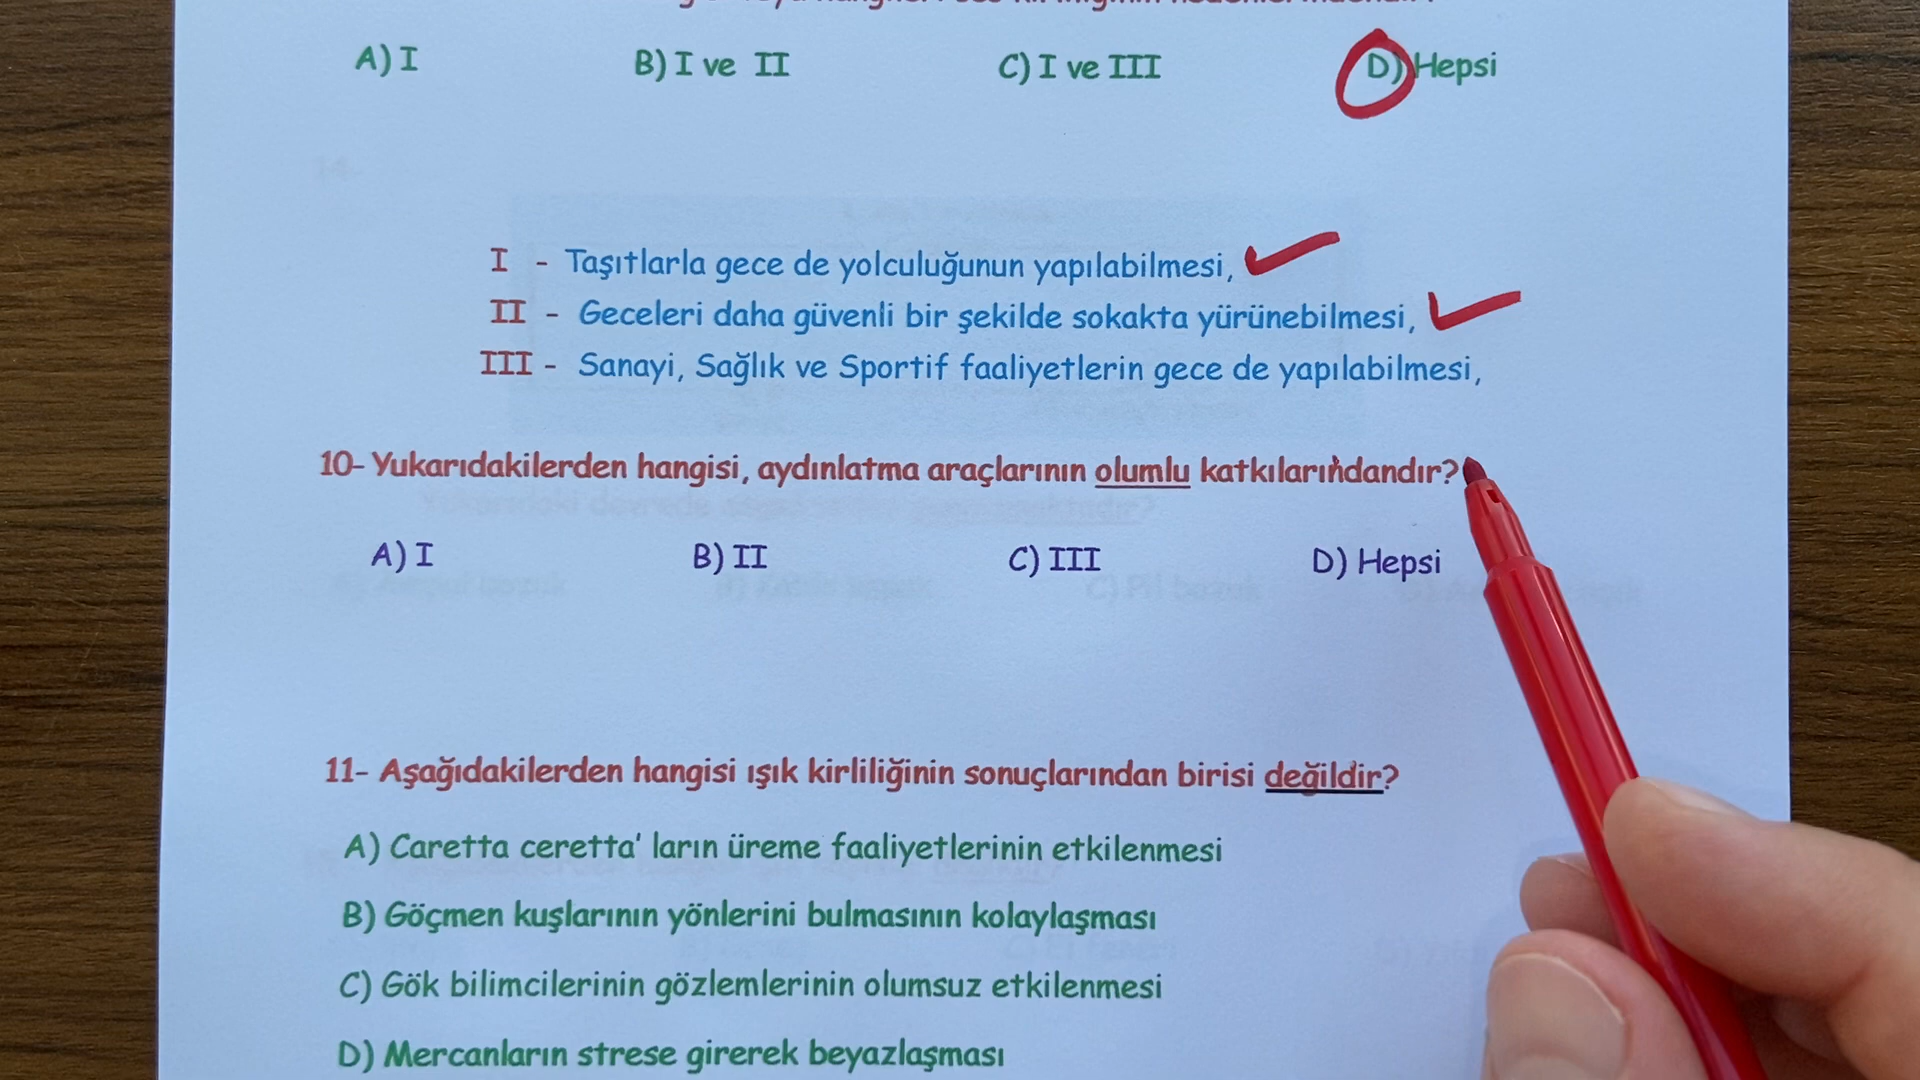 A) I B) I ve II C) I ve III D) Hepsi
I - Taşıtlarla gece de yolculuğunun yapılabilmesi,
II - Geceleri daha güvenli bir şekilde sokakta yürünebilmesi,
III - Sanayi, Sağlık ve Sportif faaliyetlerin gece de yapılabilmesi,
10- Yukarıdakilerden hangisi, aydınlatma araçlarının olumlu katkılarındandır?
A) I B) II C) III D) Hepsi
11- Aşağıdakilerden hangisi ışık kirliliğinin sonuçlarından birisi değildir?
A) Caretta ceretta' ların üreme faaliyetlerinin etkilenmesi
B) Göçmen kuşlarının yönlerini bulmasının kolaylaşması
C) Gök bilimcilerinin gözlemlerinin olumsuz etkilenmesi
D) Mercanların strese girerek beyazlaşması